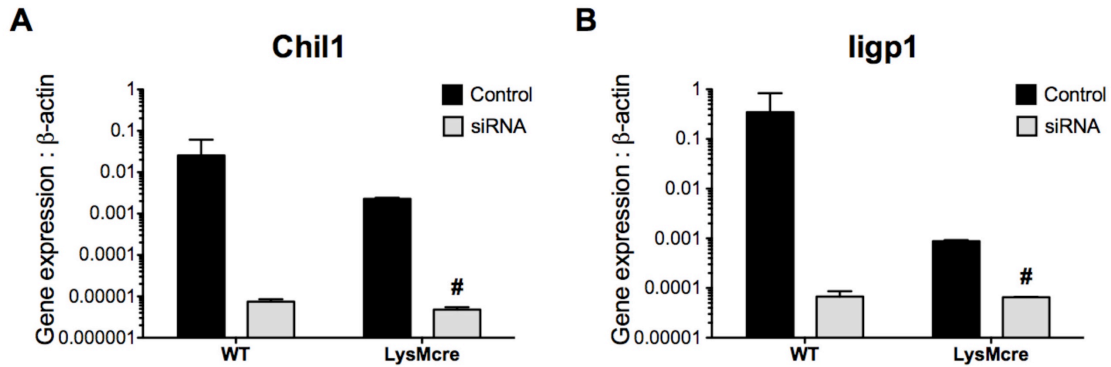 A
Chil1
Gene expression : β-actin
1
0.1
0.01
0.001
0.0001
0.00001
0.000001
Control
siRNA
#
WT
LysMcre
B
Iigp1
Gene expression : β-actin
1
0.1
0.01
0.001
0.0001
0.00001
Control
siRNA
#
WT
LysMcre